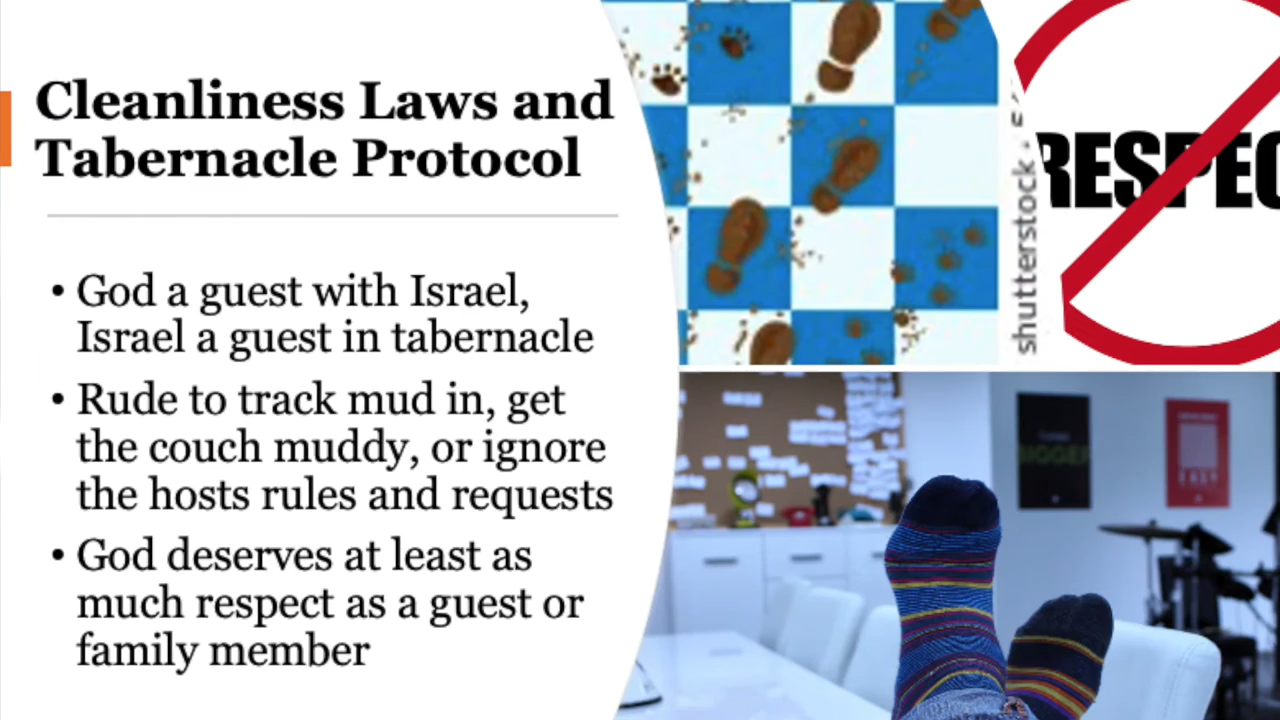 Cleanliness Laws and
Tabernacle Protocol
• God a guest with Israel,
Israel a guest in tabernacle
• Rude to track mud in, get
the couch muddy, or ignore
the hosts rules and requests
• God deserves at least as
much respect as a guest or
family member
shutterstock
RESPEC
BIGGER